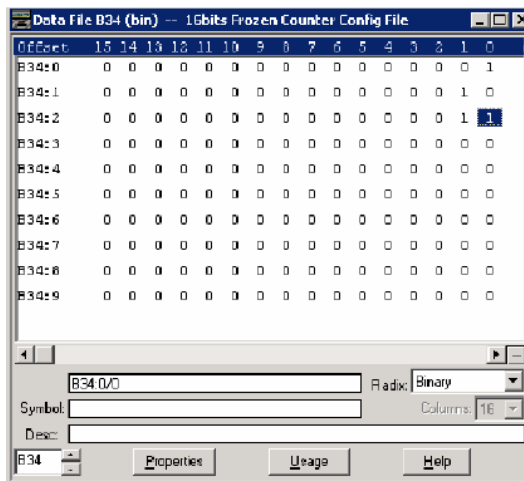 Data File B34 (bin) -- 16bits Frozen Counter Config File
Offset 15 14 13 12 11 10 9 8 7 6 5 4 3 2 1 0
B34:0 0 0 0 0 0 0 0 0 0 0 0 0 0 0 0 1
B34:1 0 0 0 0 0 0 0 0 0 0 0 0 0 0 1 0
B34:2 0 0 0 0 0 0 0 0 0 0 0 0 0 0 1 1
B34:3 0 0 0 0 0 0 0 0 0 0 0 0 0 0 0 0
B34:4 0 0 0 0 0 0 0 0 0 0 0 0 0 0 0 0
B34:5 0 0 0 0 0 0 0 0 0 0 0 0 0 0 0 0
B34:6 0 0 0 0 0 0 0 0 0 0 0 0 0 0 0 0
B34:7 0 0 0 0 0 0 0 0 0 0 0 0 0 0 0 0
B34:8 0 0 0 0 0 0 0 0 0 0 0 0 0 0 0 0
B34:9 0 0 0 0 0 0 0 0 0 0 0 0 0 0 0 0
B34:0/0 Radix: Binary
Symbol: Columns: 16
Desc:
B34 Properties Usage Help